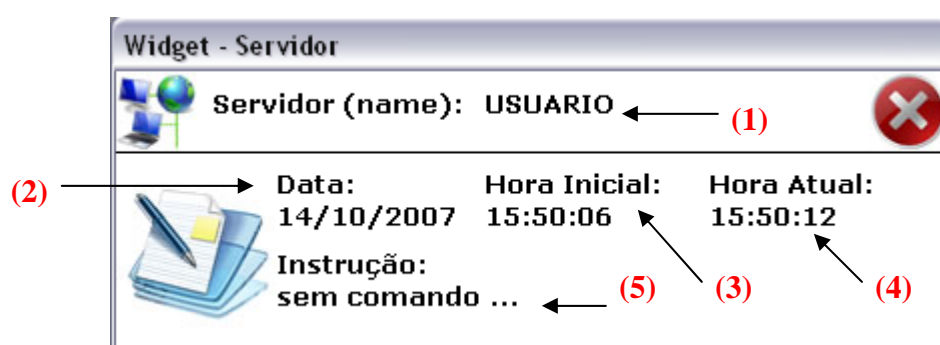 Widget - Servidor
Servidor (name): USUARIO (1)
(2) Data: Hora Inicial: Hora Atual:
14/10/2007 15:50:06 15:50:12
Instrução:
sem comando ... (5) (3) (4)